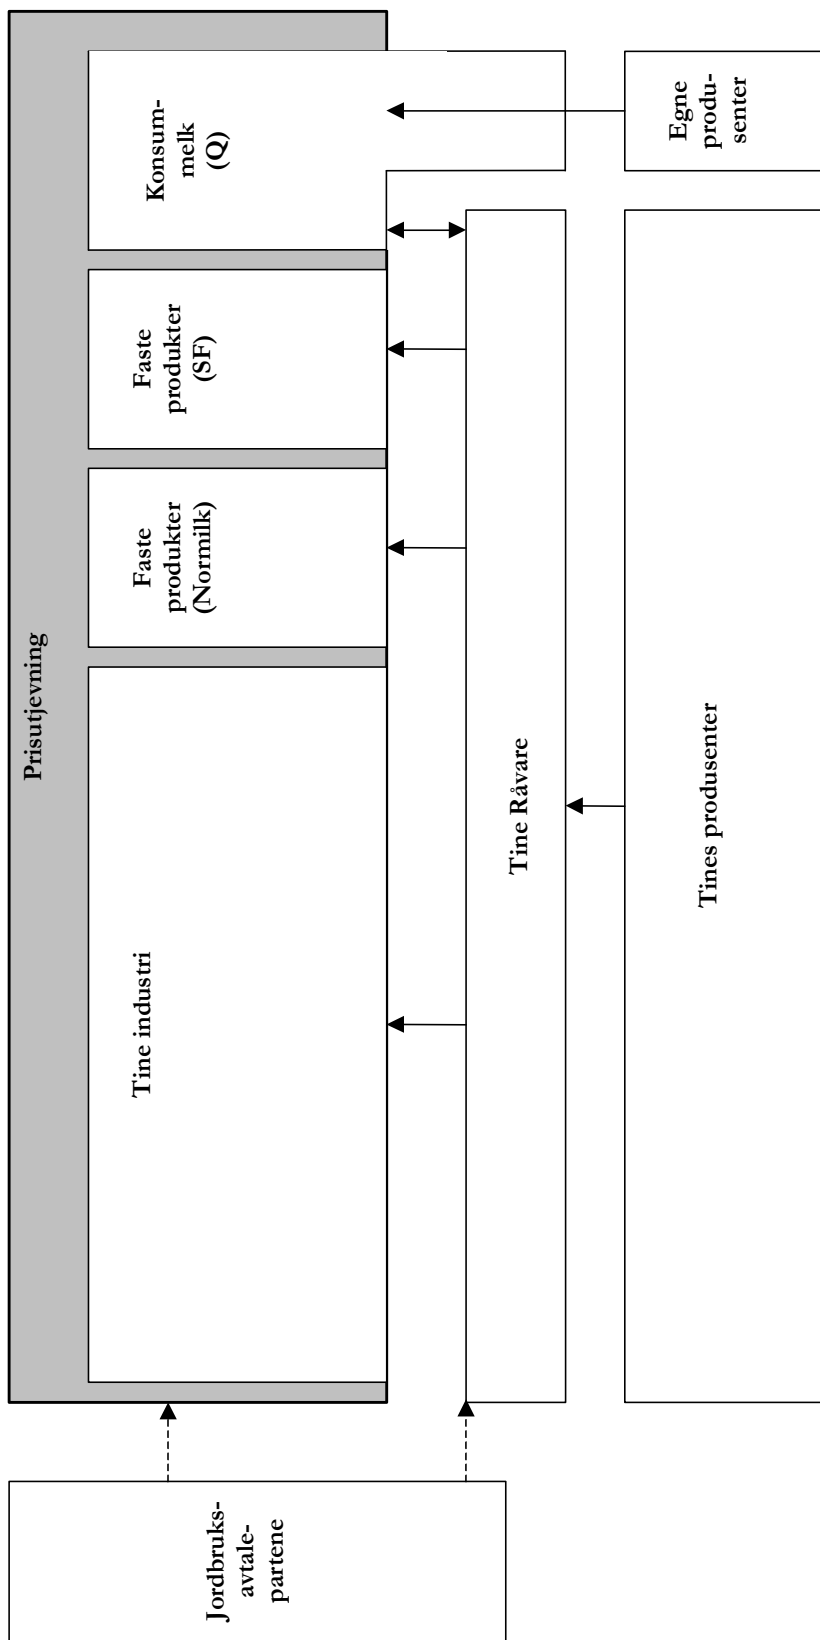 Prisutjevning
Jordbruks-
avtale-
partene
Tine industri
Faste
produkter
(Normilk)
Faste
produkter
(SF)
Konsum-
melk
(Q)
Tine Råvare
Tines produsenter
Egne
produ-
senter